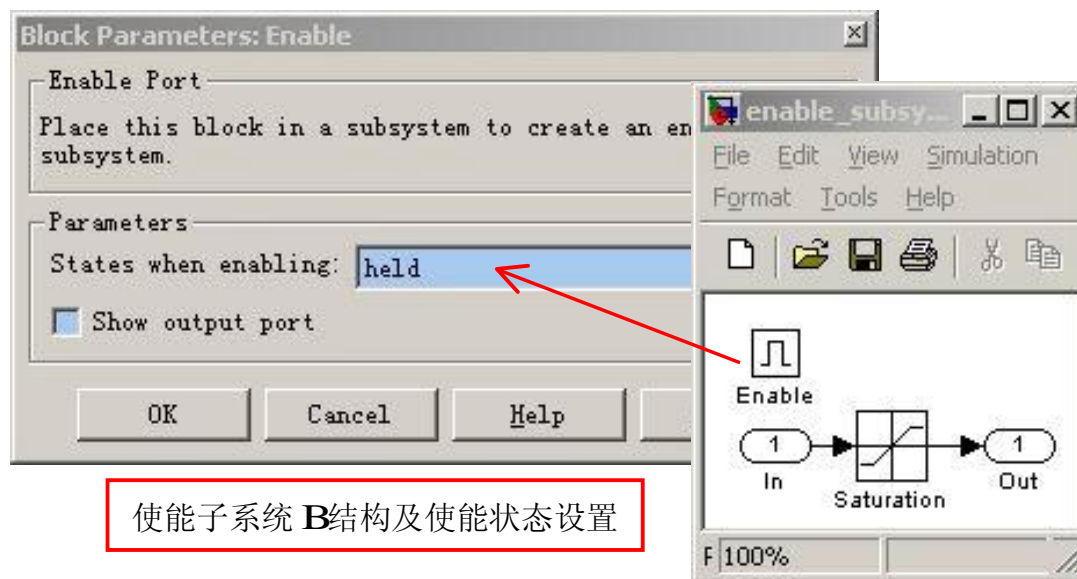 Block Parameters: Enable
Enable Port
Place this block in a subsystem to create an en
subsystem.
Parameters
States when enabling:
held
Show output port
OK
Cancel
Help
enable_subsy...
File Edit View Simulation
Format Tools Help
Enable
1
In
Saturation
1
Out
F 100%
使能子系统 B结构及使能状态设置